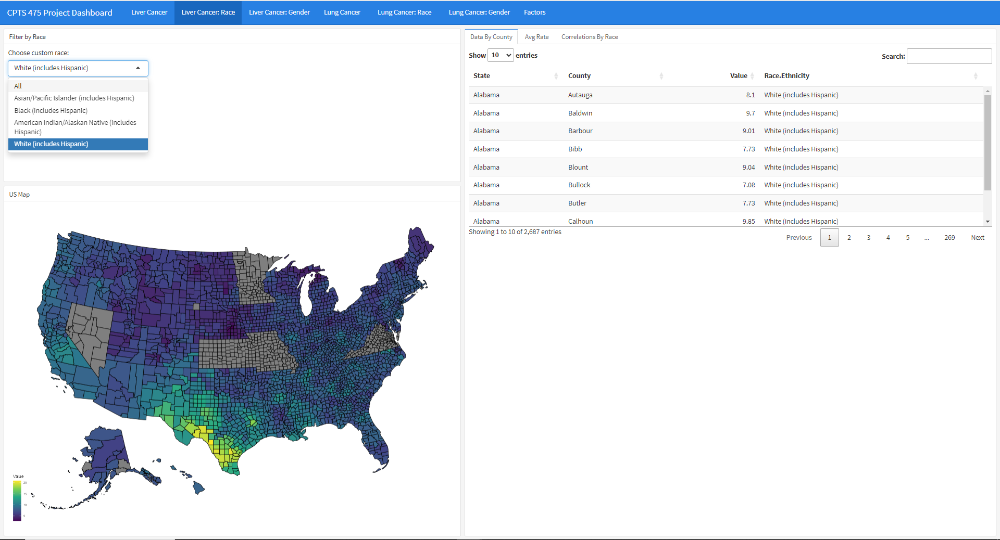 CPTS 475 Project Dashboard Liver Cancer Liver Cancer: Race Liver Cancer: Gender Lung Cancer Lung Cancer: Race Lung Cancer: Gender Factors
Filter by Race
Choose custom race:
White (includes Hispanic)
All
Asian/Pacific Islander (includes Hispanic)
Black (includes Hispanic)
American Indian/Alaskan Native (includes
Hispanic)
White (includes Hispanic)
US Map
Value
20
15
10
5
Data By County Avg Rate Correlations By Race
Show 10 entries Search:
State County Value Race.Ethnicity
Alabama Autauga 8.1 White (includes Hispanic)
Alabama Baldwin 9.7 White (includes Hispanic)
Alabama Barbour 9.01 White (includes Hispanic)
Alabama Bibb 7.73 White (includes Hispanic)
Alabama Blount 9.04 White (includes Hispanic)
Alabama Bullock 7.08 White (includes Hispanic)
Alabama Butler 7.73 White (includes Hispanic)
Alabama Calhoun 9.85 White (includes Hispanic)
Showing 1 to 10 of 2,687 entries
Previous 1 2 3 4 5 ... 269 Next